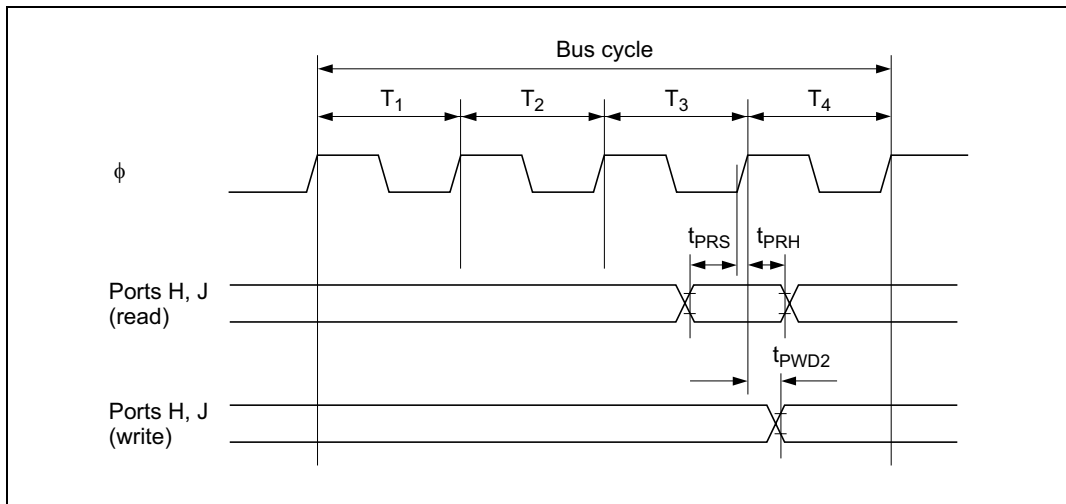 Bus cycle
T1 T2 T3 T4
ϕ
tPRS tPRH
Ports H, J
(read)
tPWD2
Ports H, J
(write)